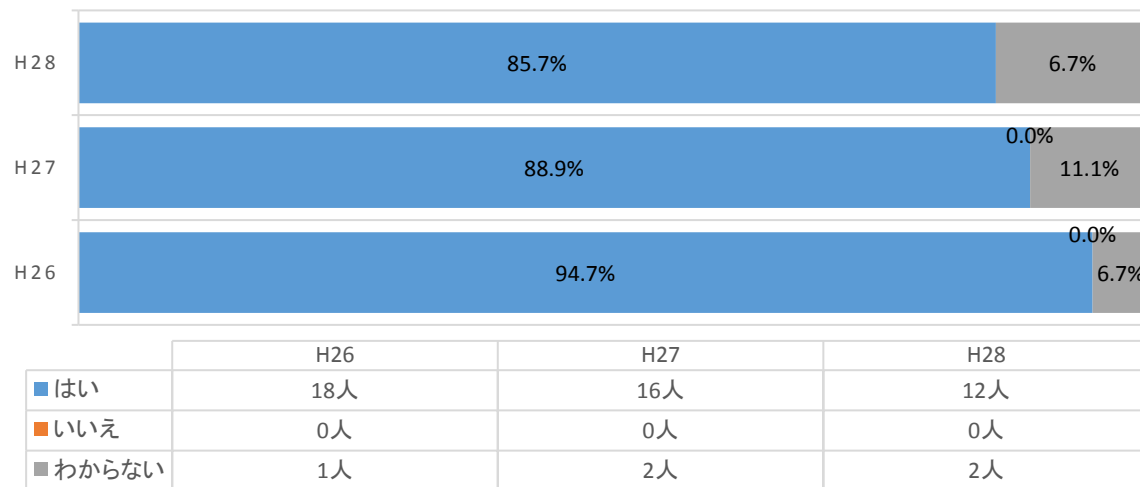 H28
85.7%
6.7%
0.0%
H27
88.9%
11.1%
0.0%
H26
94.7%
6.7%
H26 H27 H28
はい 18人 16人 12人
いいえ 0人 0人 0人
わからない 1人 2人 2人